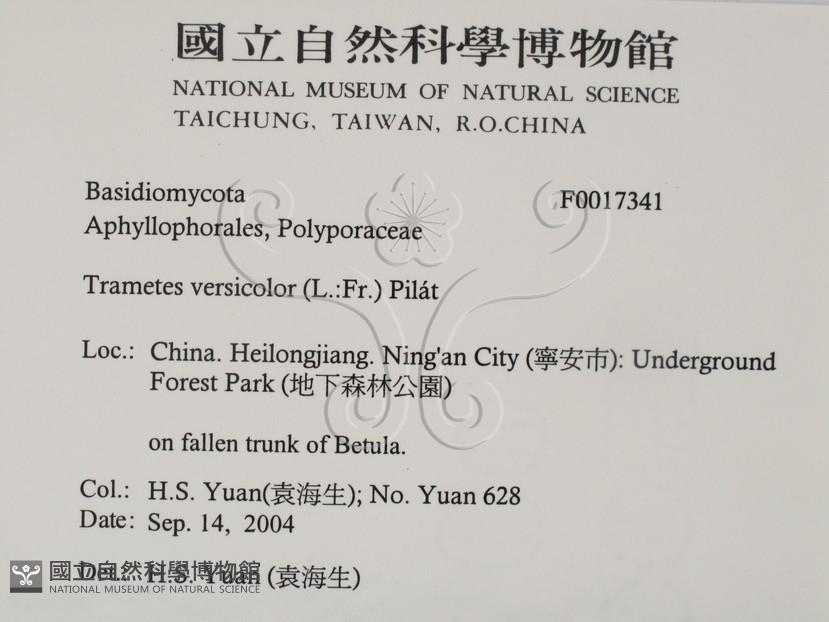 國立自然科學博物館
NATIONAL MUSEUM OF NATURAL SCIENCE
TAICHUNG, TAIWAN, R.O.CHINA
Basidiomycota F0017341
Aphyllophorales, Polyporaceae
Trametes versicolor (L.:Fr.) Pilát
Loc.: China. Heilongjiang. Ning'an City (寧安市): Underground
Forest Park (地下森林公園)
on fallen trunk of Betula.
Col.: H.S. Yuan(袁海生); No. Yuan 628
Date: Sep. 14, 2004
Det.: H.S. Yuan (袁海生)
國立自然科學博物館
NATIONAL MUSEUM OF NATURAL SCIENCE